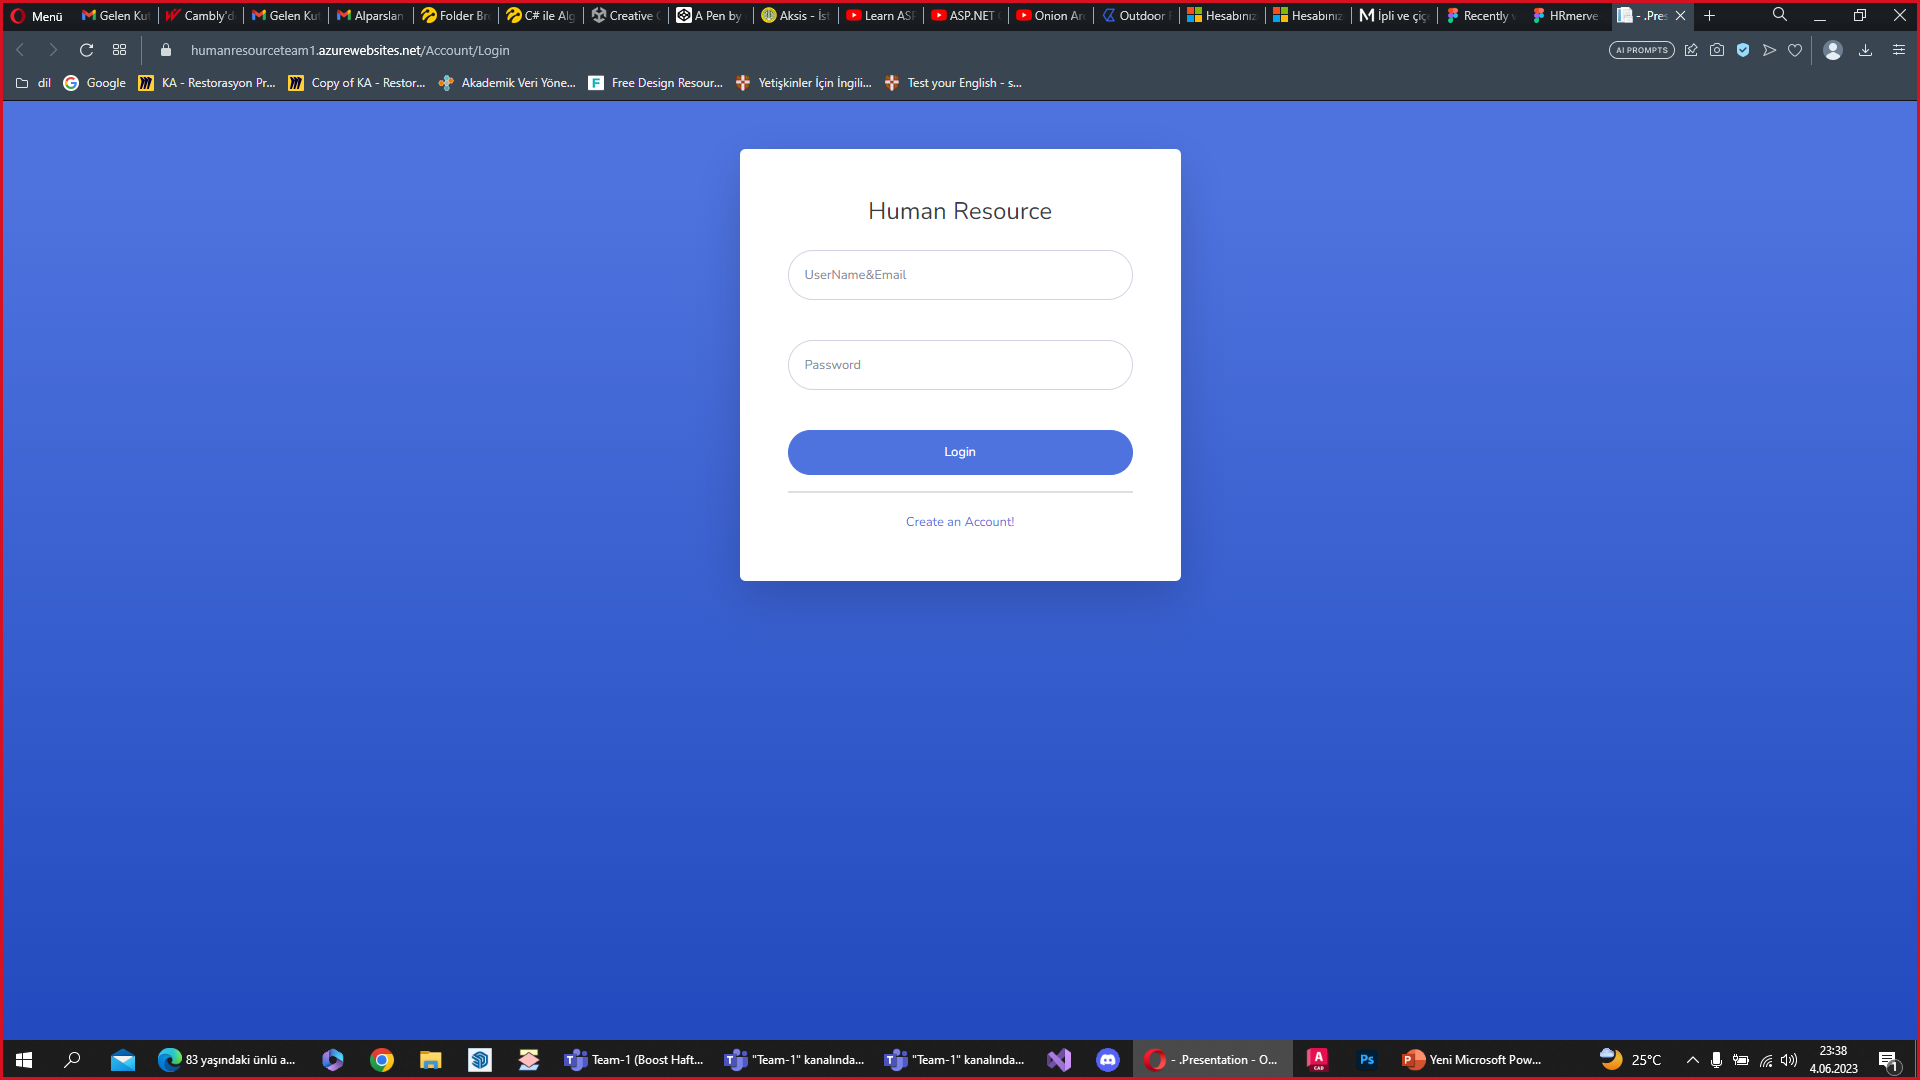 Menü
Gelen Kut
Cambly'd
Gelen Kut
Alparslan
Folder Br
C# ile Alg
Creative C
A Pen by
Aksis - İst
Learn ASP
ASP.NET C
Onion Arc
Outdoor F
Hesabınız
Hesabınız
İpli ve çiç
Recently v
HRmerve
- .Pres
humanresourceteam1.azurewebsites.net/Account/Login
AI PROMPTS
dil
Google
KA - Restorasyon Pr...
Copy of KA - Restor...
Akademik Veri Yöne...
Free Design Resour...
Yetişkinler İçin İngili...
Test your English - s...
Human Resource
UserName&Email
Password
Login
Create an Account!
83 yaşındaki ünlü a...
Team-1 (Boost Haft...
"Team-1" kanalında...
"Team-1" kanalında...
- .Presentation - O...
Yeni Microsoft Pow...
25°C
23:38
4.06.2023
1